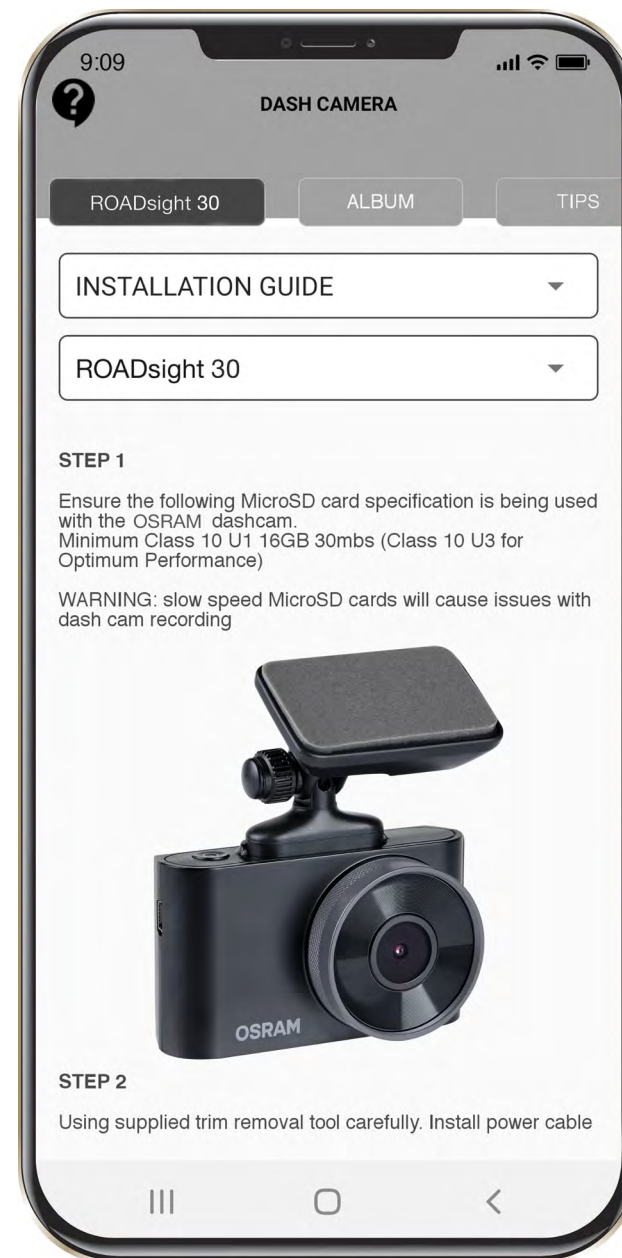 9:09
DASH CAMERA
ROADsight 30
ALBUM
TIPS
INSTALLATION GUIDE
ROADsight 30
STEP 1
Ensure the following MicroSD card specification is being used
with the OSRAM dashcam.
Minimum Class 10 U1 16GB 30mbs (Class 10 U3 for
Optimum Performance)
WARNING: slow speed MicroSD cards will cause issues with
dash cam recording
OSRAM
STEP 2
Using supplied trim removal tool carefully. Install power cable